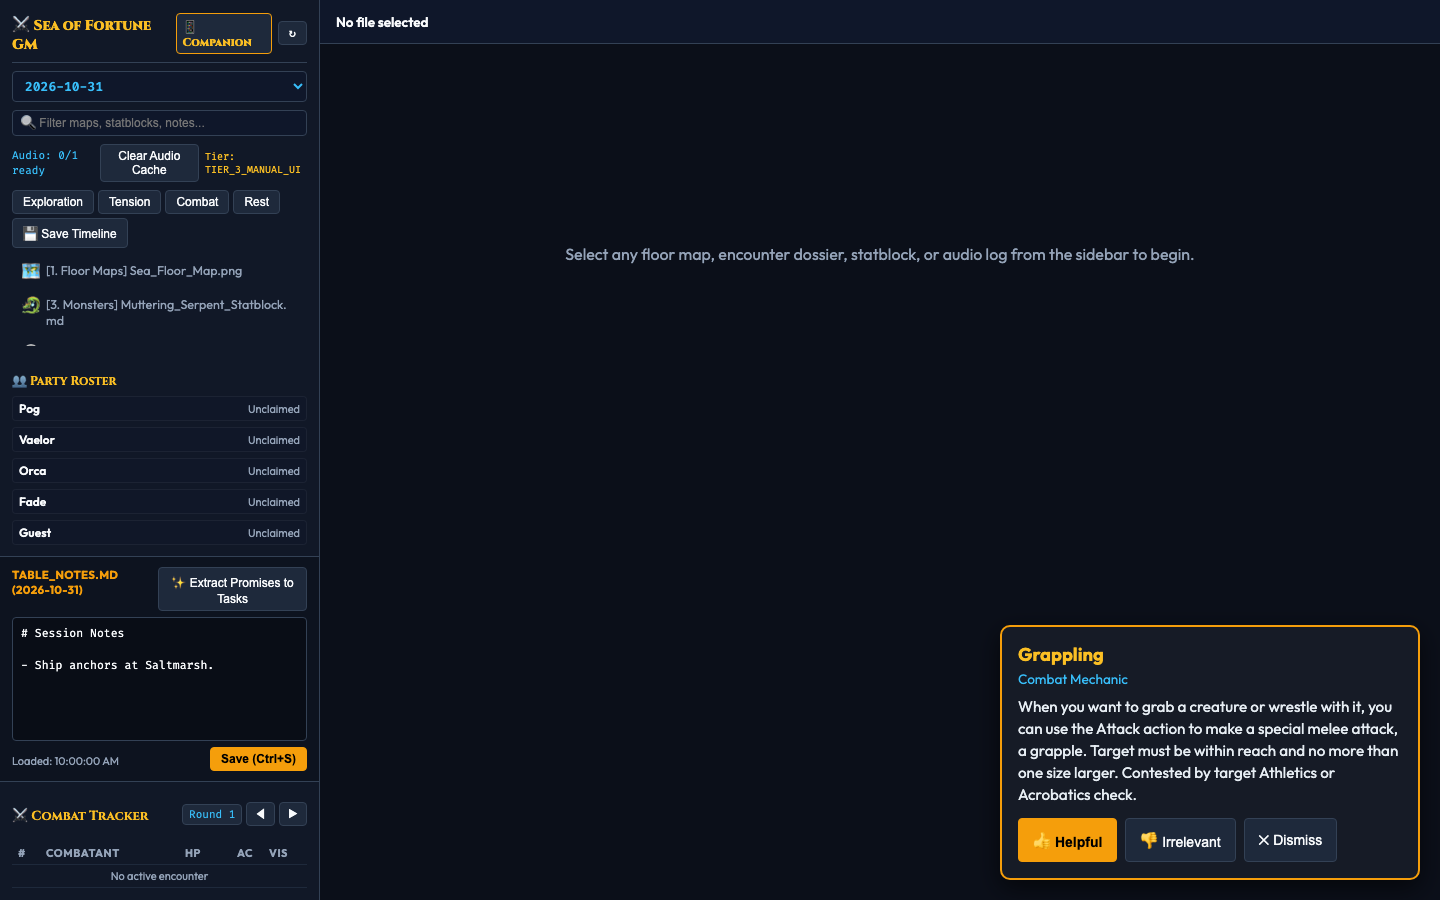 Sea of Fortune
GM
Companion
↻
2026-10-31
Filter maps, statblocks, notes...
Audio: 0/1
ready
Clear Audio
Cache
Tier:
TIER_3_MANUAL_UI
Exploration
Tension
Combat
Rest
Save Timeline
[1. Floor Maps] Sea_Floor_Map.png
[3. Monsters] Muttering_Serpent_Statblock.
md
Party Roster
Pog Unclaimed
Vaelor Unclaimed
Orca Unclaimed
Fade Unclaimed
Guest Unclaimed
TABLE_NOTES.MD
(2026-10-31)
Extract Promises to
Tasks
# Session Notes
- Ship anchors at Saltmarsh.
Loaded: 10:00:00 AM
Save (Ctrl+S)
Combat Tracker
Round 1
# COMBATANT HP AC VIS
No active encounter
No file selected
Select any floor map, encounter dossier, statblock, or audio log from the sidebar to begin.
Grappling
Combat Mechanic
When you want to grab a creature or wrestle with it, you
can use the Attack action to make a special melee attack,
a grapple. Target must be within reach and no more than
one size larger. Contested by target Athletics or
Acrobatics check.
Helpful
Irrelevant
✕ Dismiss